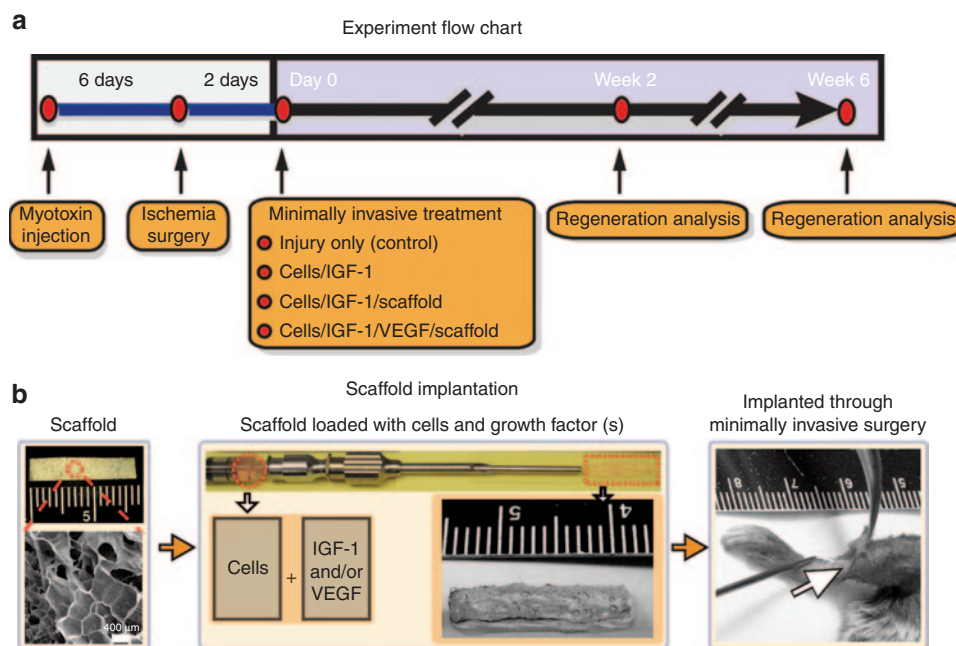 a
Experiment flow chart
6 days
2 days
Day 0
Week 2
Week 6
Myotoxin
injection
Ischemia
surgery
Minimally invasive treatment
Injury only (control)
Cells/IGF-1
Cells/IGF-1/scaffold
Cells/IGF-1/VEGF/scaffold
Regeneration analysis
Regeneration analysis
b
Scaffold implantation
Scaffold
Scaffold loaded with cells and growth factor (s)
Implanted through
minimally invasive surgery
5
400 µm
Cells
+
IGF-1
and/or
VEGF
5
4
8
7
6
5